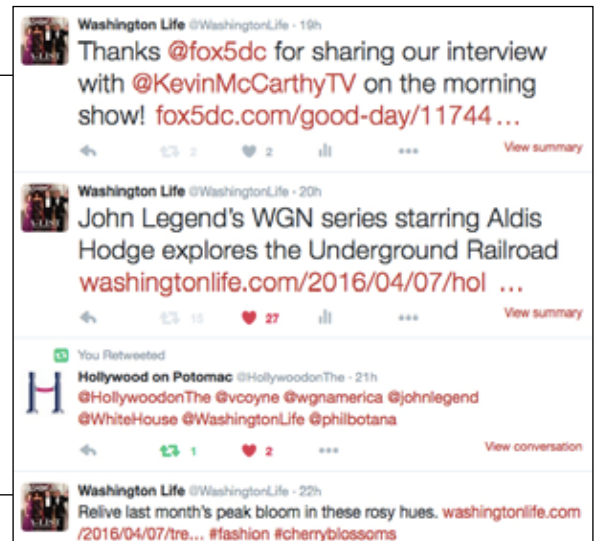 Washington Life @WashingtonLife · 19h
Thanks @fox5dc for sharing our interview
with @KevinMcCarthyTV on the morning
show! fox5dc.com/good-day/11744 ...
2 2 View summary
Washington Life @WashingtonLife · 20h
John Legend's WGN series starring Aldis
Hodge explores the Underground Railroad
washingtonlife.com/2016/04/07/hol ...
15 27 View summary
You Retweeted
Hollywood on Potomac @HollywoodonThe · 21h
@HollywoodonThe @vcoyne @wgnamerica @johnlegend
@WhiteHouse @WashingtonLife @philbotana
1 2 View conversation
Washington Life @WashingtonLife · 22h
Relive last month's peak bloom in these rosy hues. washingtonlife.com
/2016/04/07/tre... #fashion #cherryblossoms